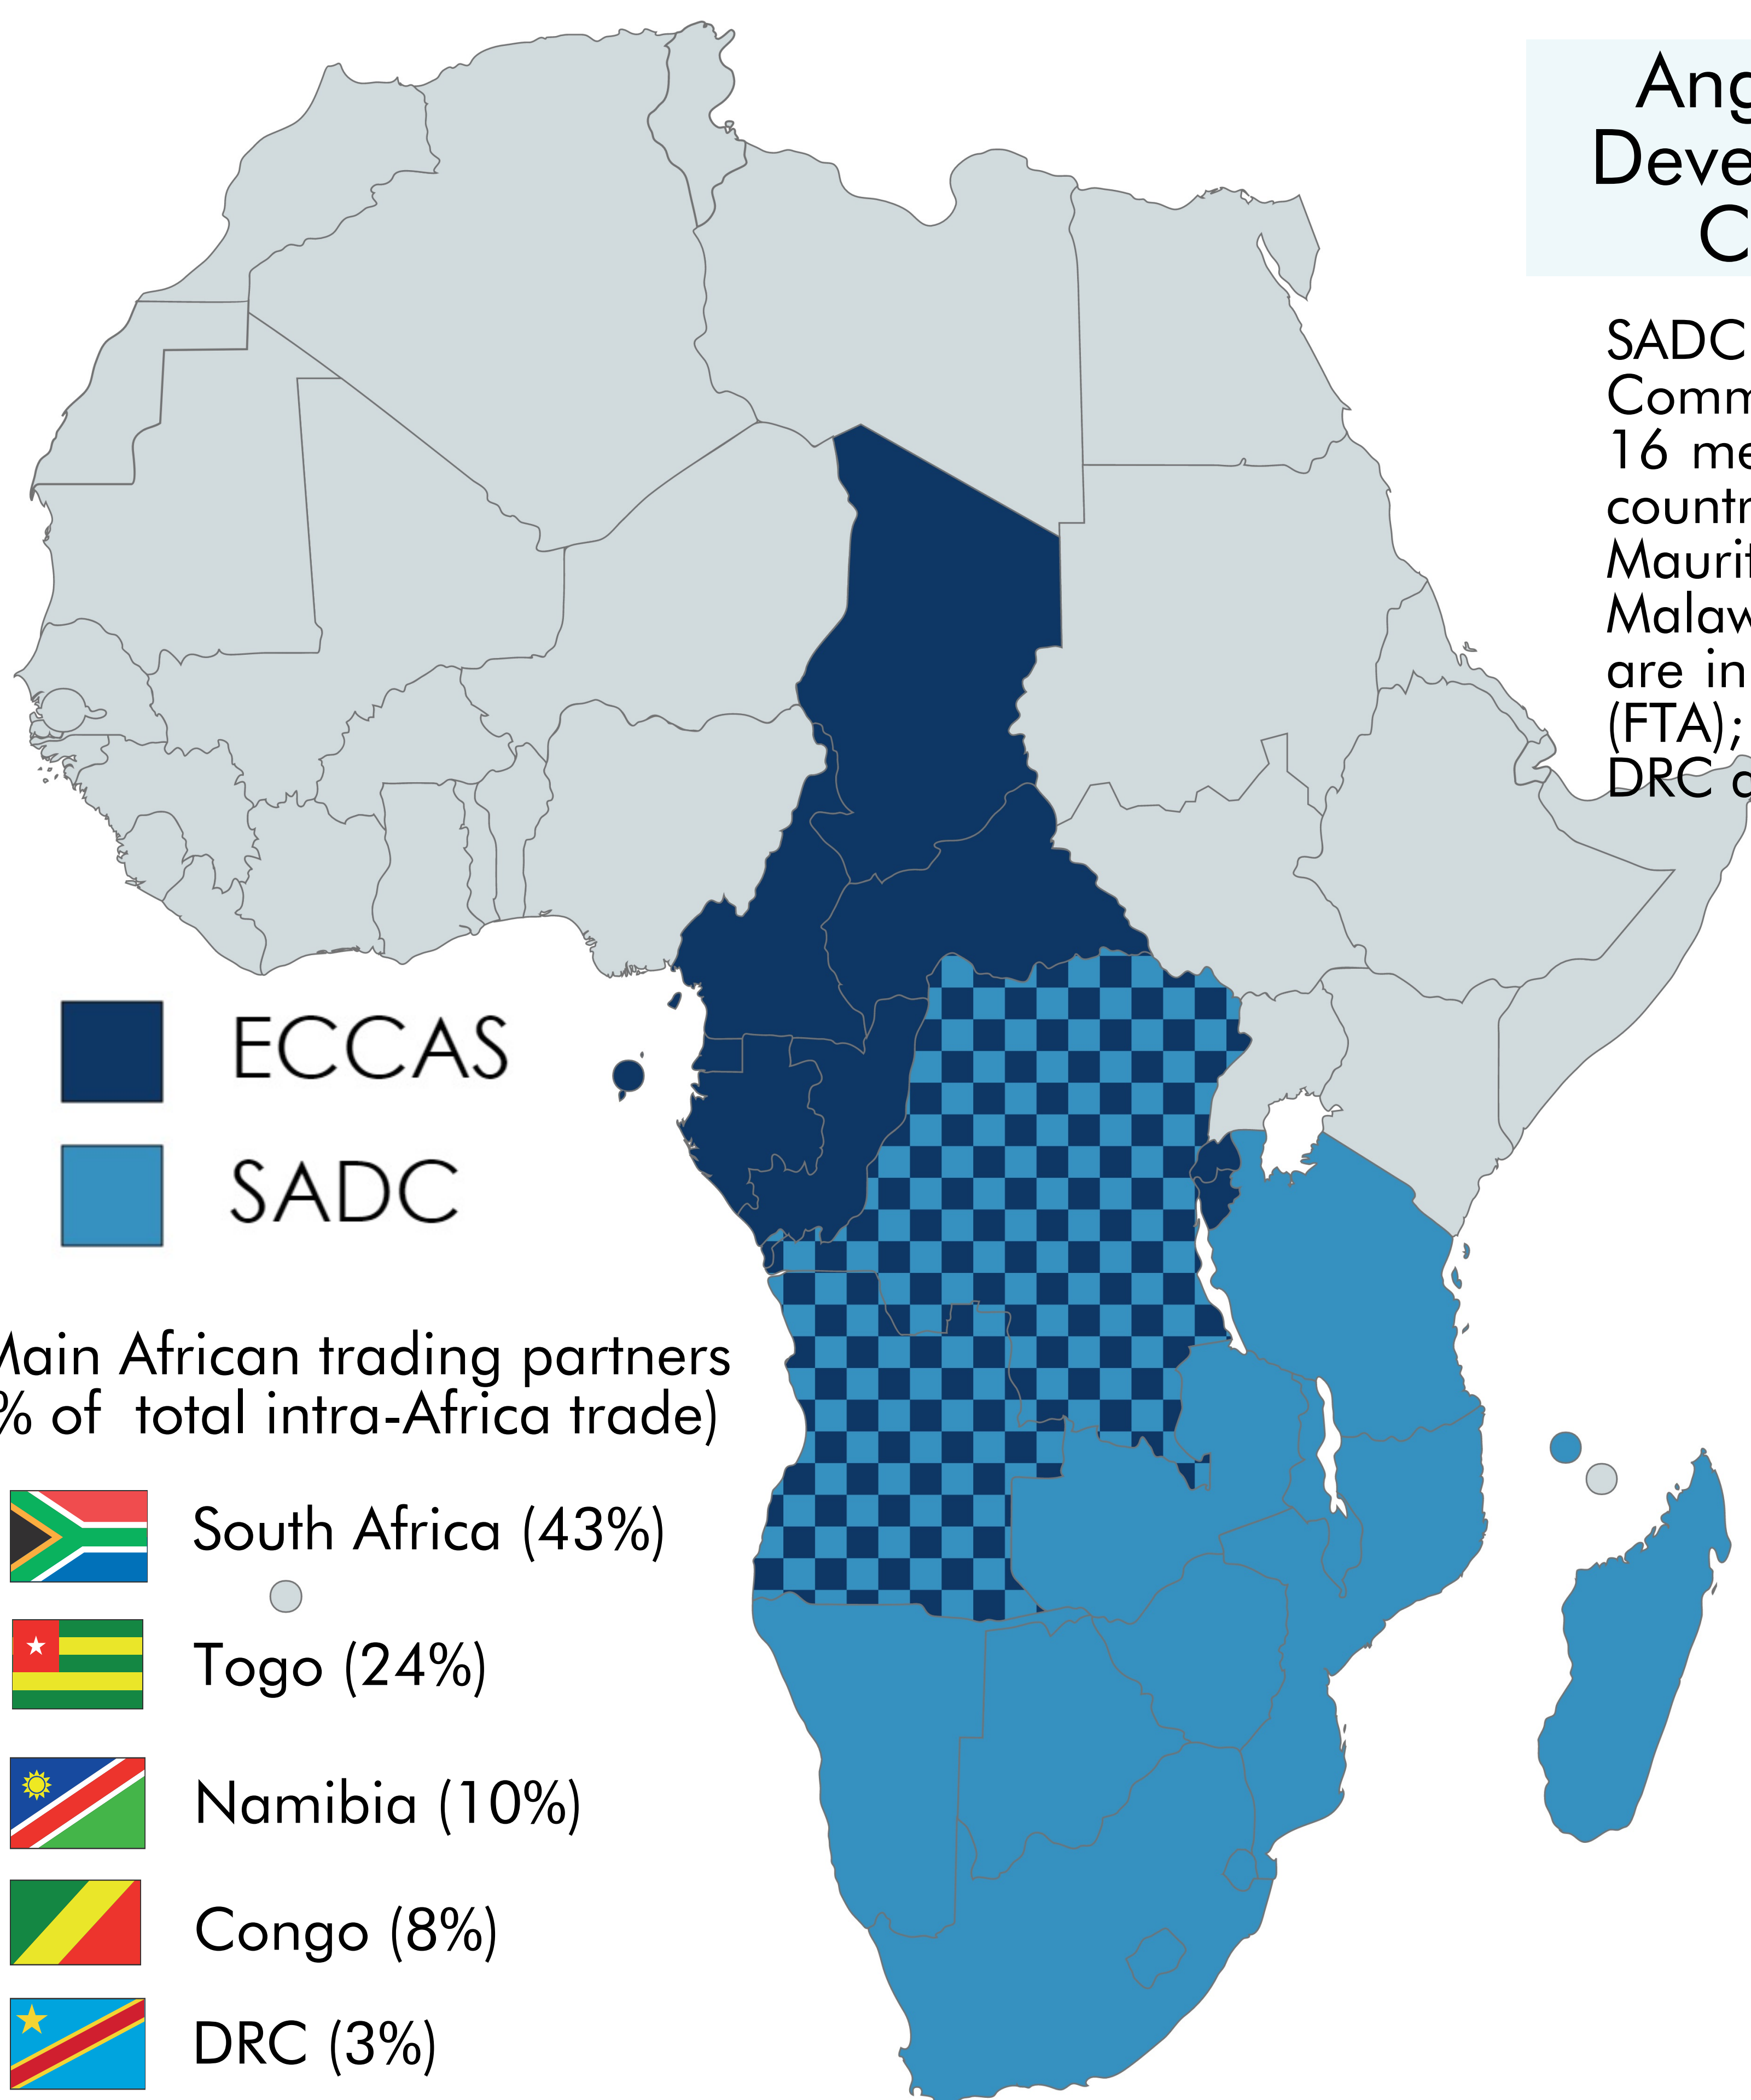 Ang
Deve
C
SADC
Comm
16 me
countr
Maurit
Malaw
are in
(FTA);
DRC
ECCAS
SADC
Main African trading partners
% of total intra-Africa trade)
South Africa (43%)
Togo (24%)
Namibia (10%)
Congo (8%)
DRC (3%)